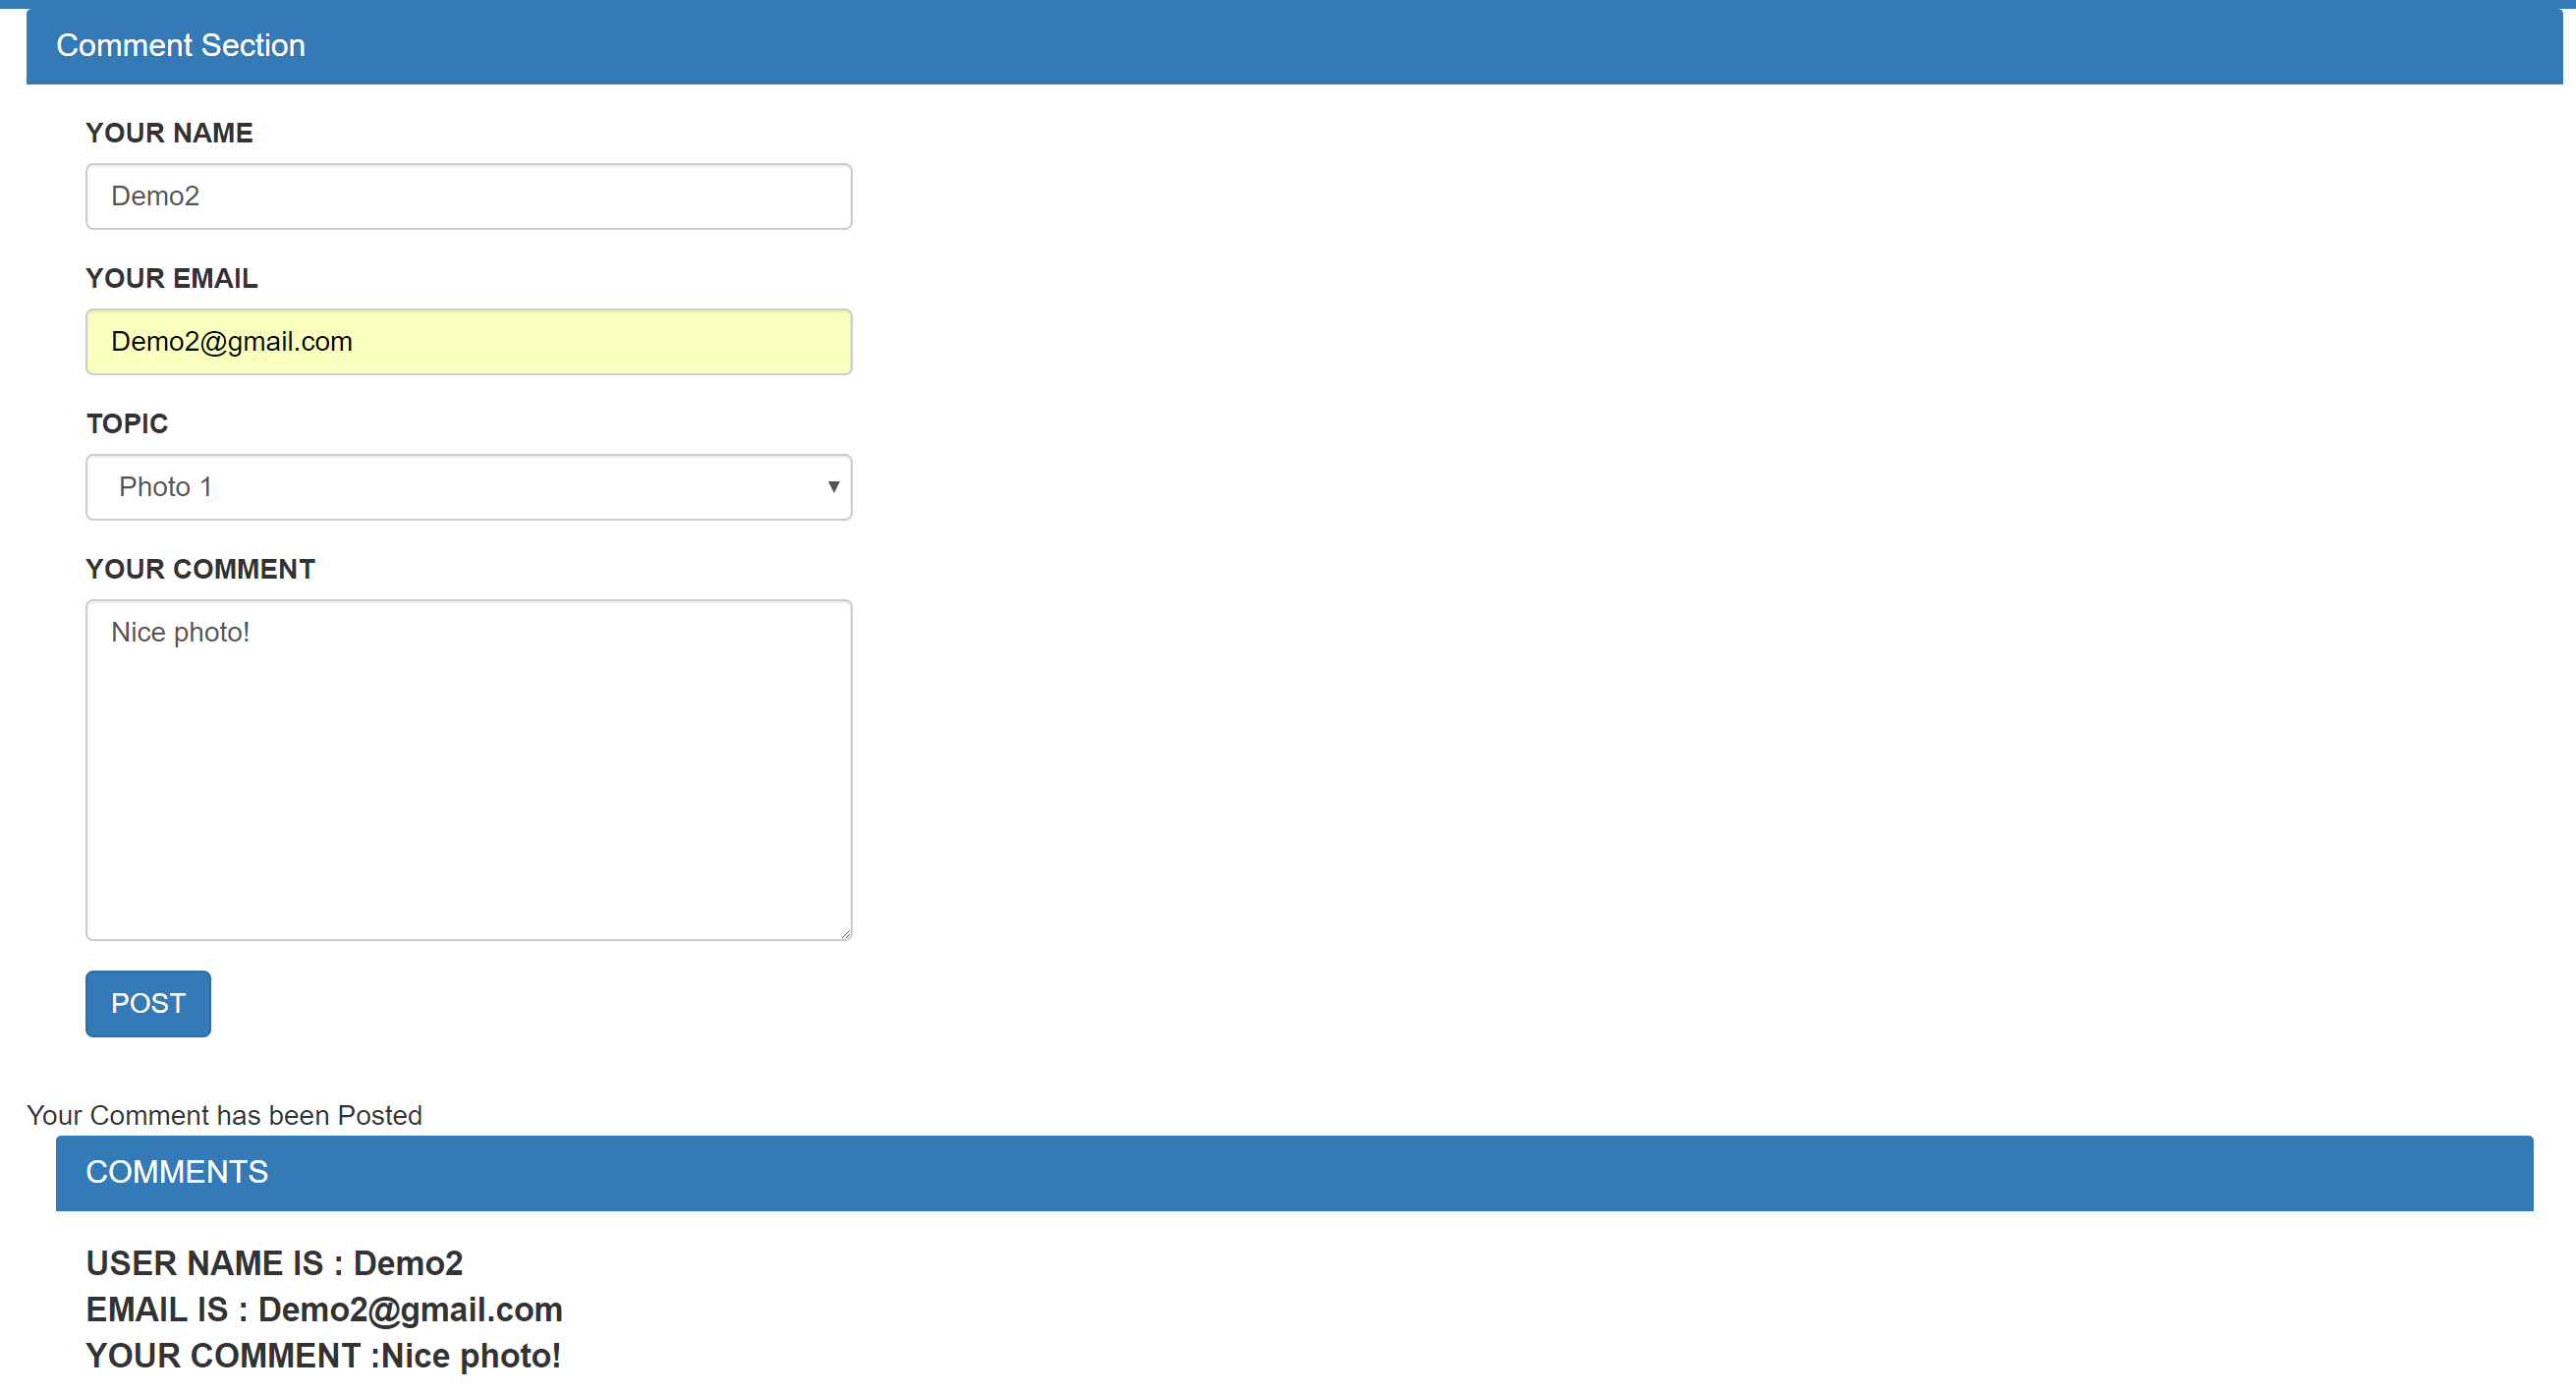 Comment Section
YOUR NAME
Demo2
YOUR EMAIL
Demo2@gmail.com
TOPIC
Photo 1
YOUR COMMENT
Nice photo!
POST
Your Comment has been Posted
COMMENTS
USER NAME IS : Demo2
EMAIL IS : Demo2@gmail.com
YOUR COMMENT :Nice photo!